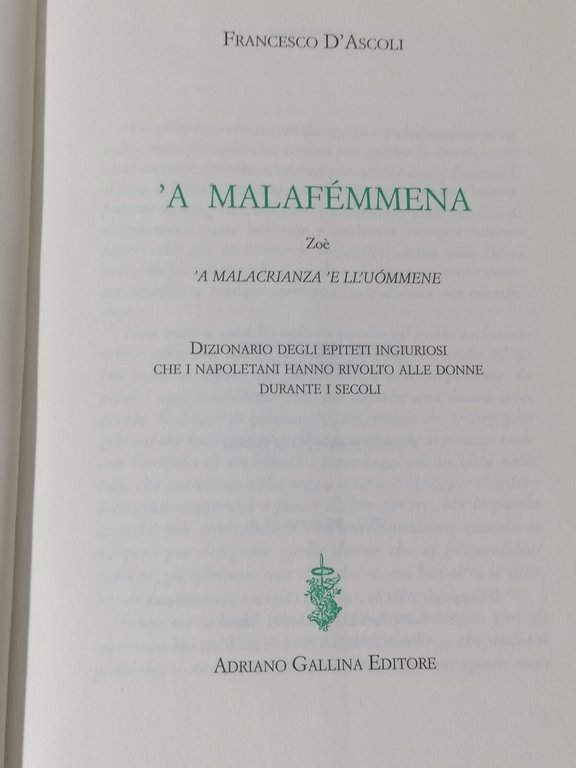 FRANCESCO D'ASCOLI
'A MALAFÉMMENA
Zoè
'A MALACRIANZA 'E LL'UÓMMENE
DIZIONARIO DEGLI EPITETI INGIURIOSI
CHE I NAPOLETANI HANNO RIVOLTO ALLE DONNE
DURANTE I SECOLI
ADRIANO GALLINA EDITORE